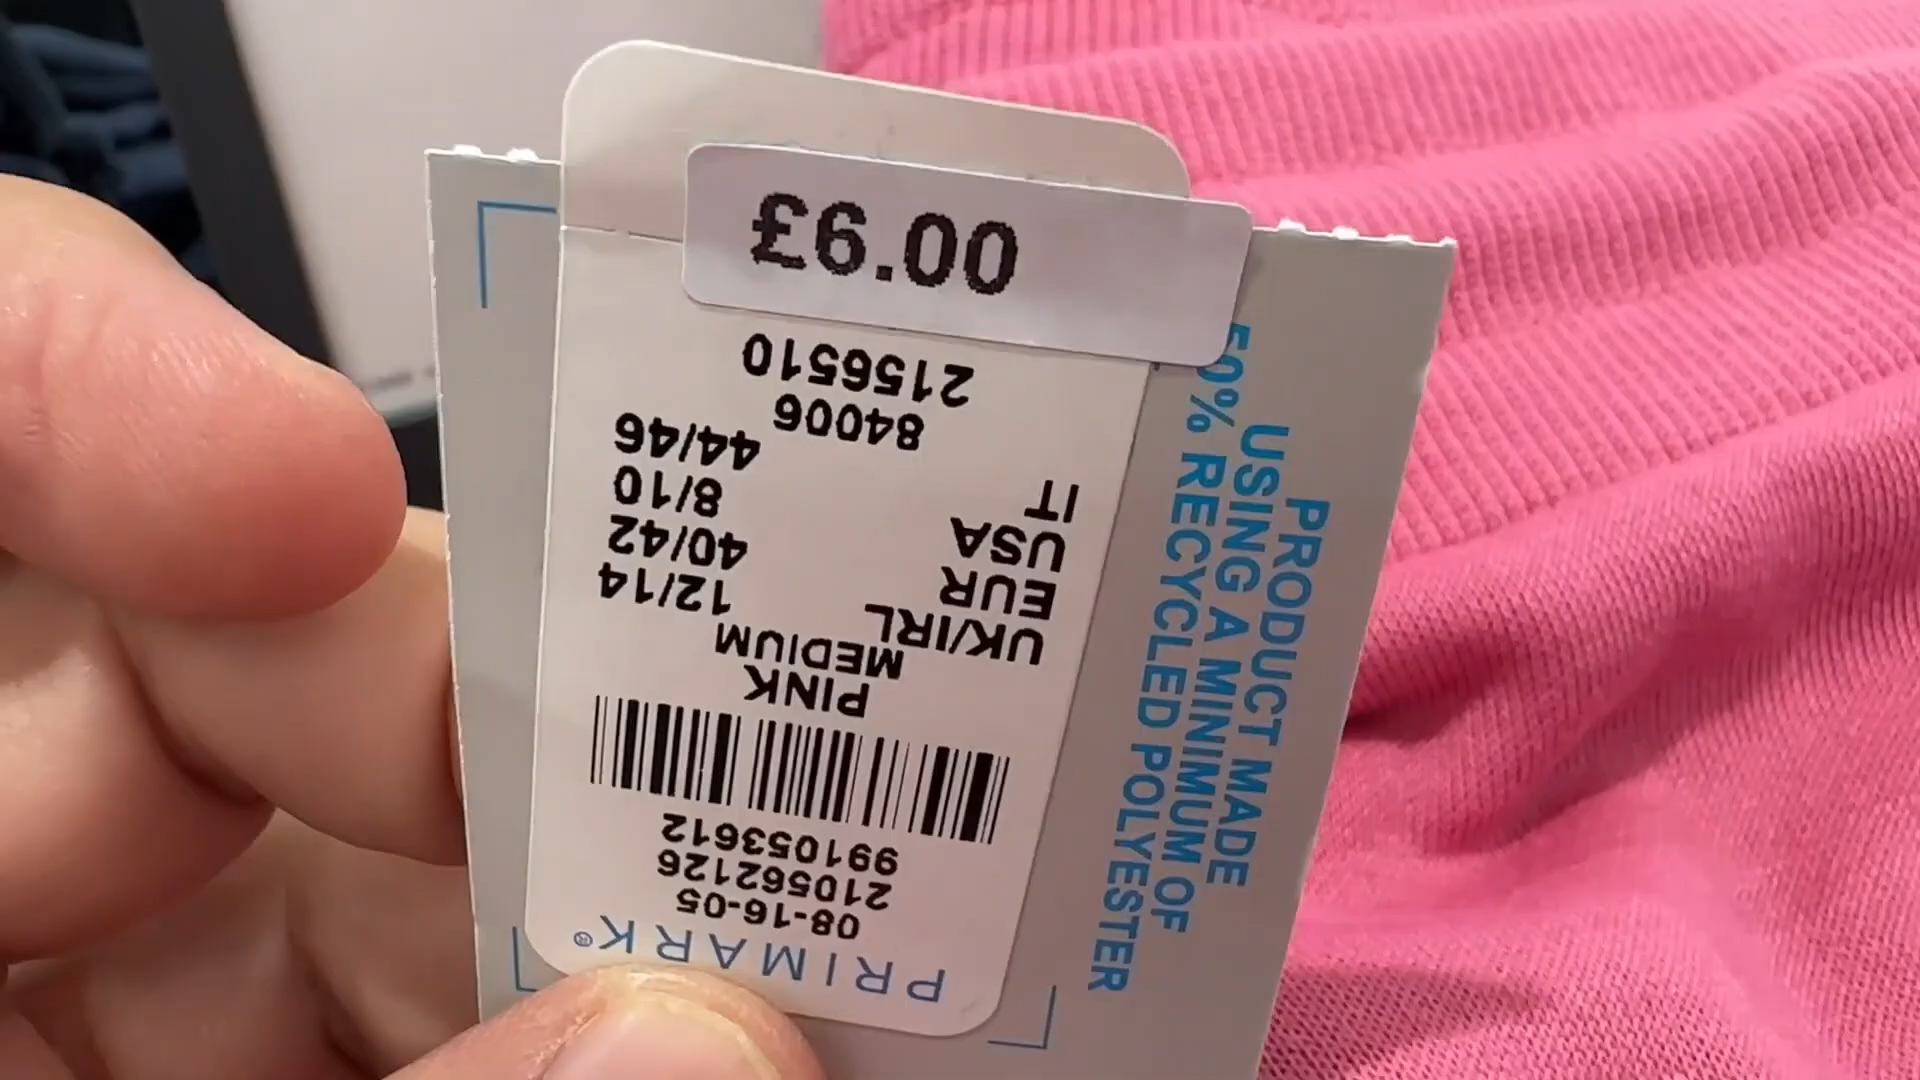 PRIMARK®
08-16-05
210562126
991053612
PINK
MEDIUM
UK/IRL 12/14
EUR 40/42
USA 8/10
IT 44/46
84006
2156510
£6.00
PRODUCT MADE
USING A MINIMUM OF
50% RECYCLED POLYESTER